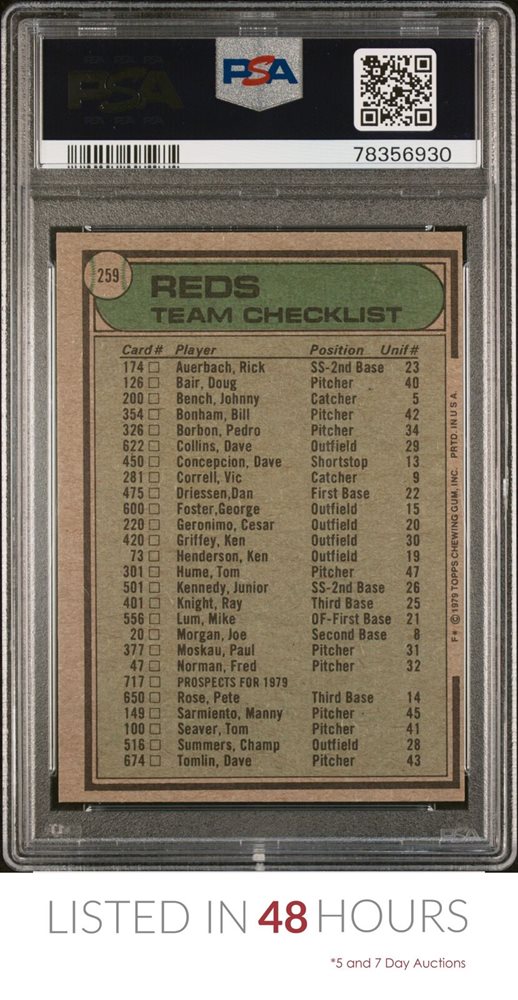 PSA
78356930
259
REDS
TEAM CHECKLIST
Card # Player Position Unif #
174 Auerbach, Rick SS-2nd Base 23
126 Bair, Doug Pitcher 40
200 Bench, Johnny Catcher 5
354 Bonham, Bill Pitcher 42
326 Borbon, Pedro Pitcher 34
622 Collins, Dave Outfield 29
450 Concepcion, Dave Shortstop 13
281 Correll, Vic Catcher 9
475 Driessen,Dan First Base 22
600 Foster,George Outfield 15
220 Geronimo, Cesar Outfield 20
420 Griffey, Ken Outfield 30
73 Henderson, Ken Outfield 19
301 Hume, Tom Pitcher 47
501 Kennedy, Junior SS-2nd Base 26
401 Knight, Ray Third Base 25
556 Lum, Mike OF-First Base 21
20 Morgan, Joe Second Base 8
377 Moskau, Paul Pitcher 31
47 Norman, Fred Pitcher 32
717 PROSPECTS FOR 1979
650 Rose, Pete Third Base 14
149 Sarmiento, Manny Pitcher 45
100 Seaver, Tom Pitcher 41
516 Summers, Champ Outfield 28
674 Tomlin, Dave Pitcher 43
F* © 1979 TOPPS CHEWING GUM, INC. PRTD. IN U.S.A.
PSA
LISTED IN 48 HOURS
*5 and 7 Day Auctions